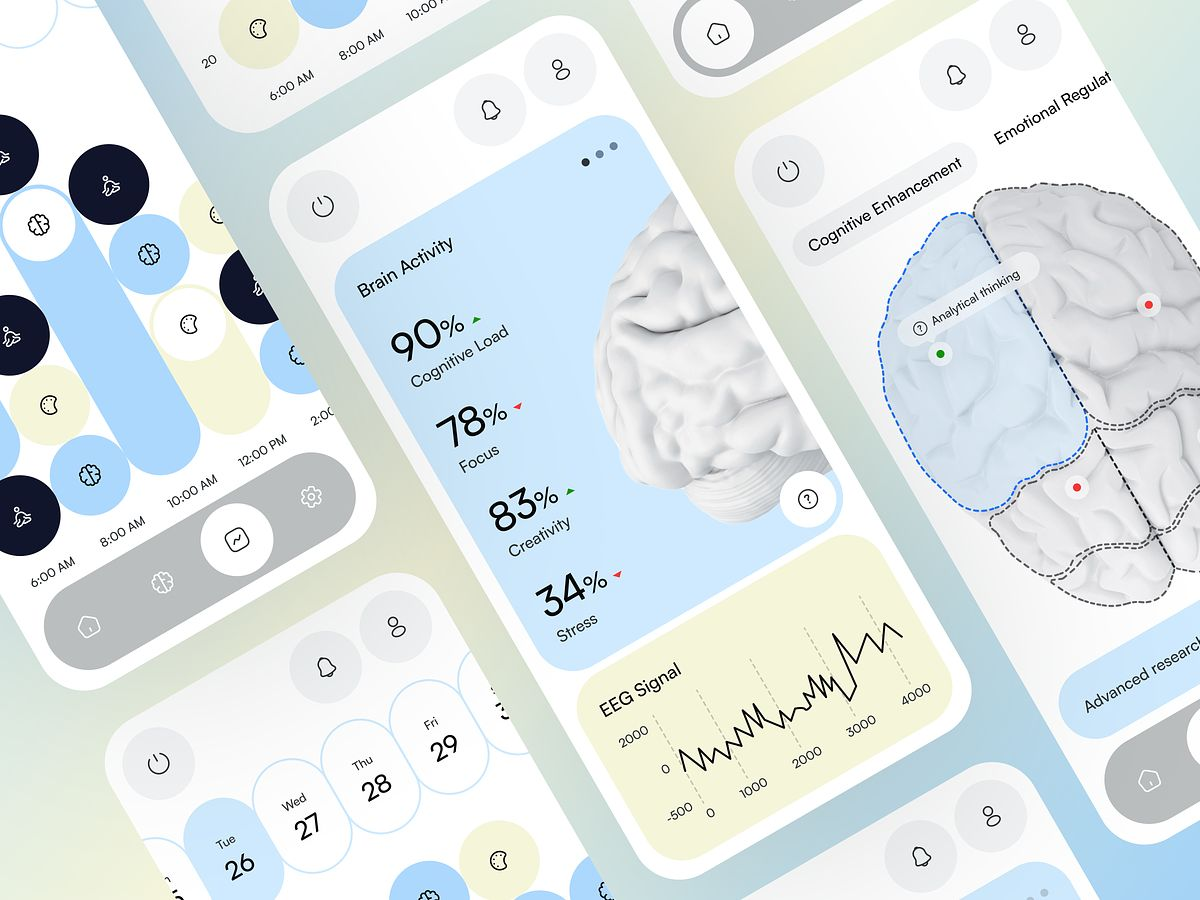 20
6:00 AM
8:00 AM
10:00 AM
6:00 AM
8:00 AM
10:00 AM
12:00 PM
Brain Activity
90%
Cognitive Load
78%
Focus
83%
Creativity
34%
Stress
EEG Signal
2000
0
-500
0
1000
2000
3000
4000
Cognitive Enhancement
Emotional Regulat
Analytical thinking
Advanced research
Tue
26
Wed
27
Thu
28
Fri
29